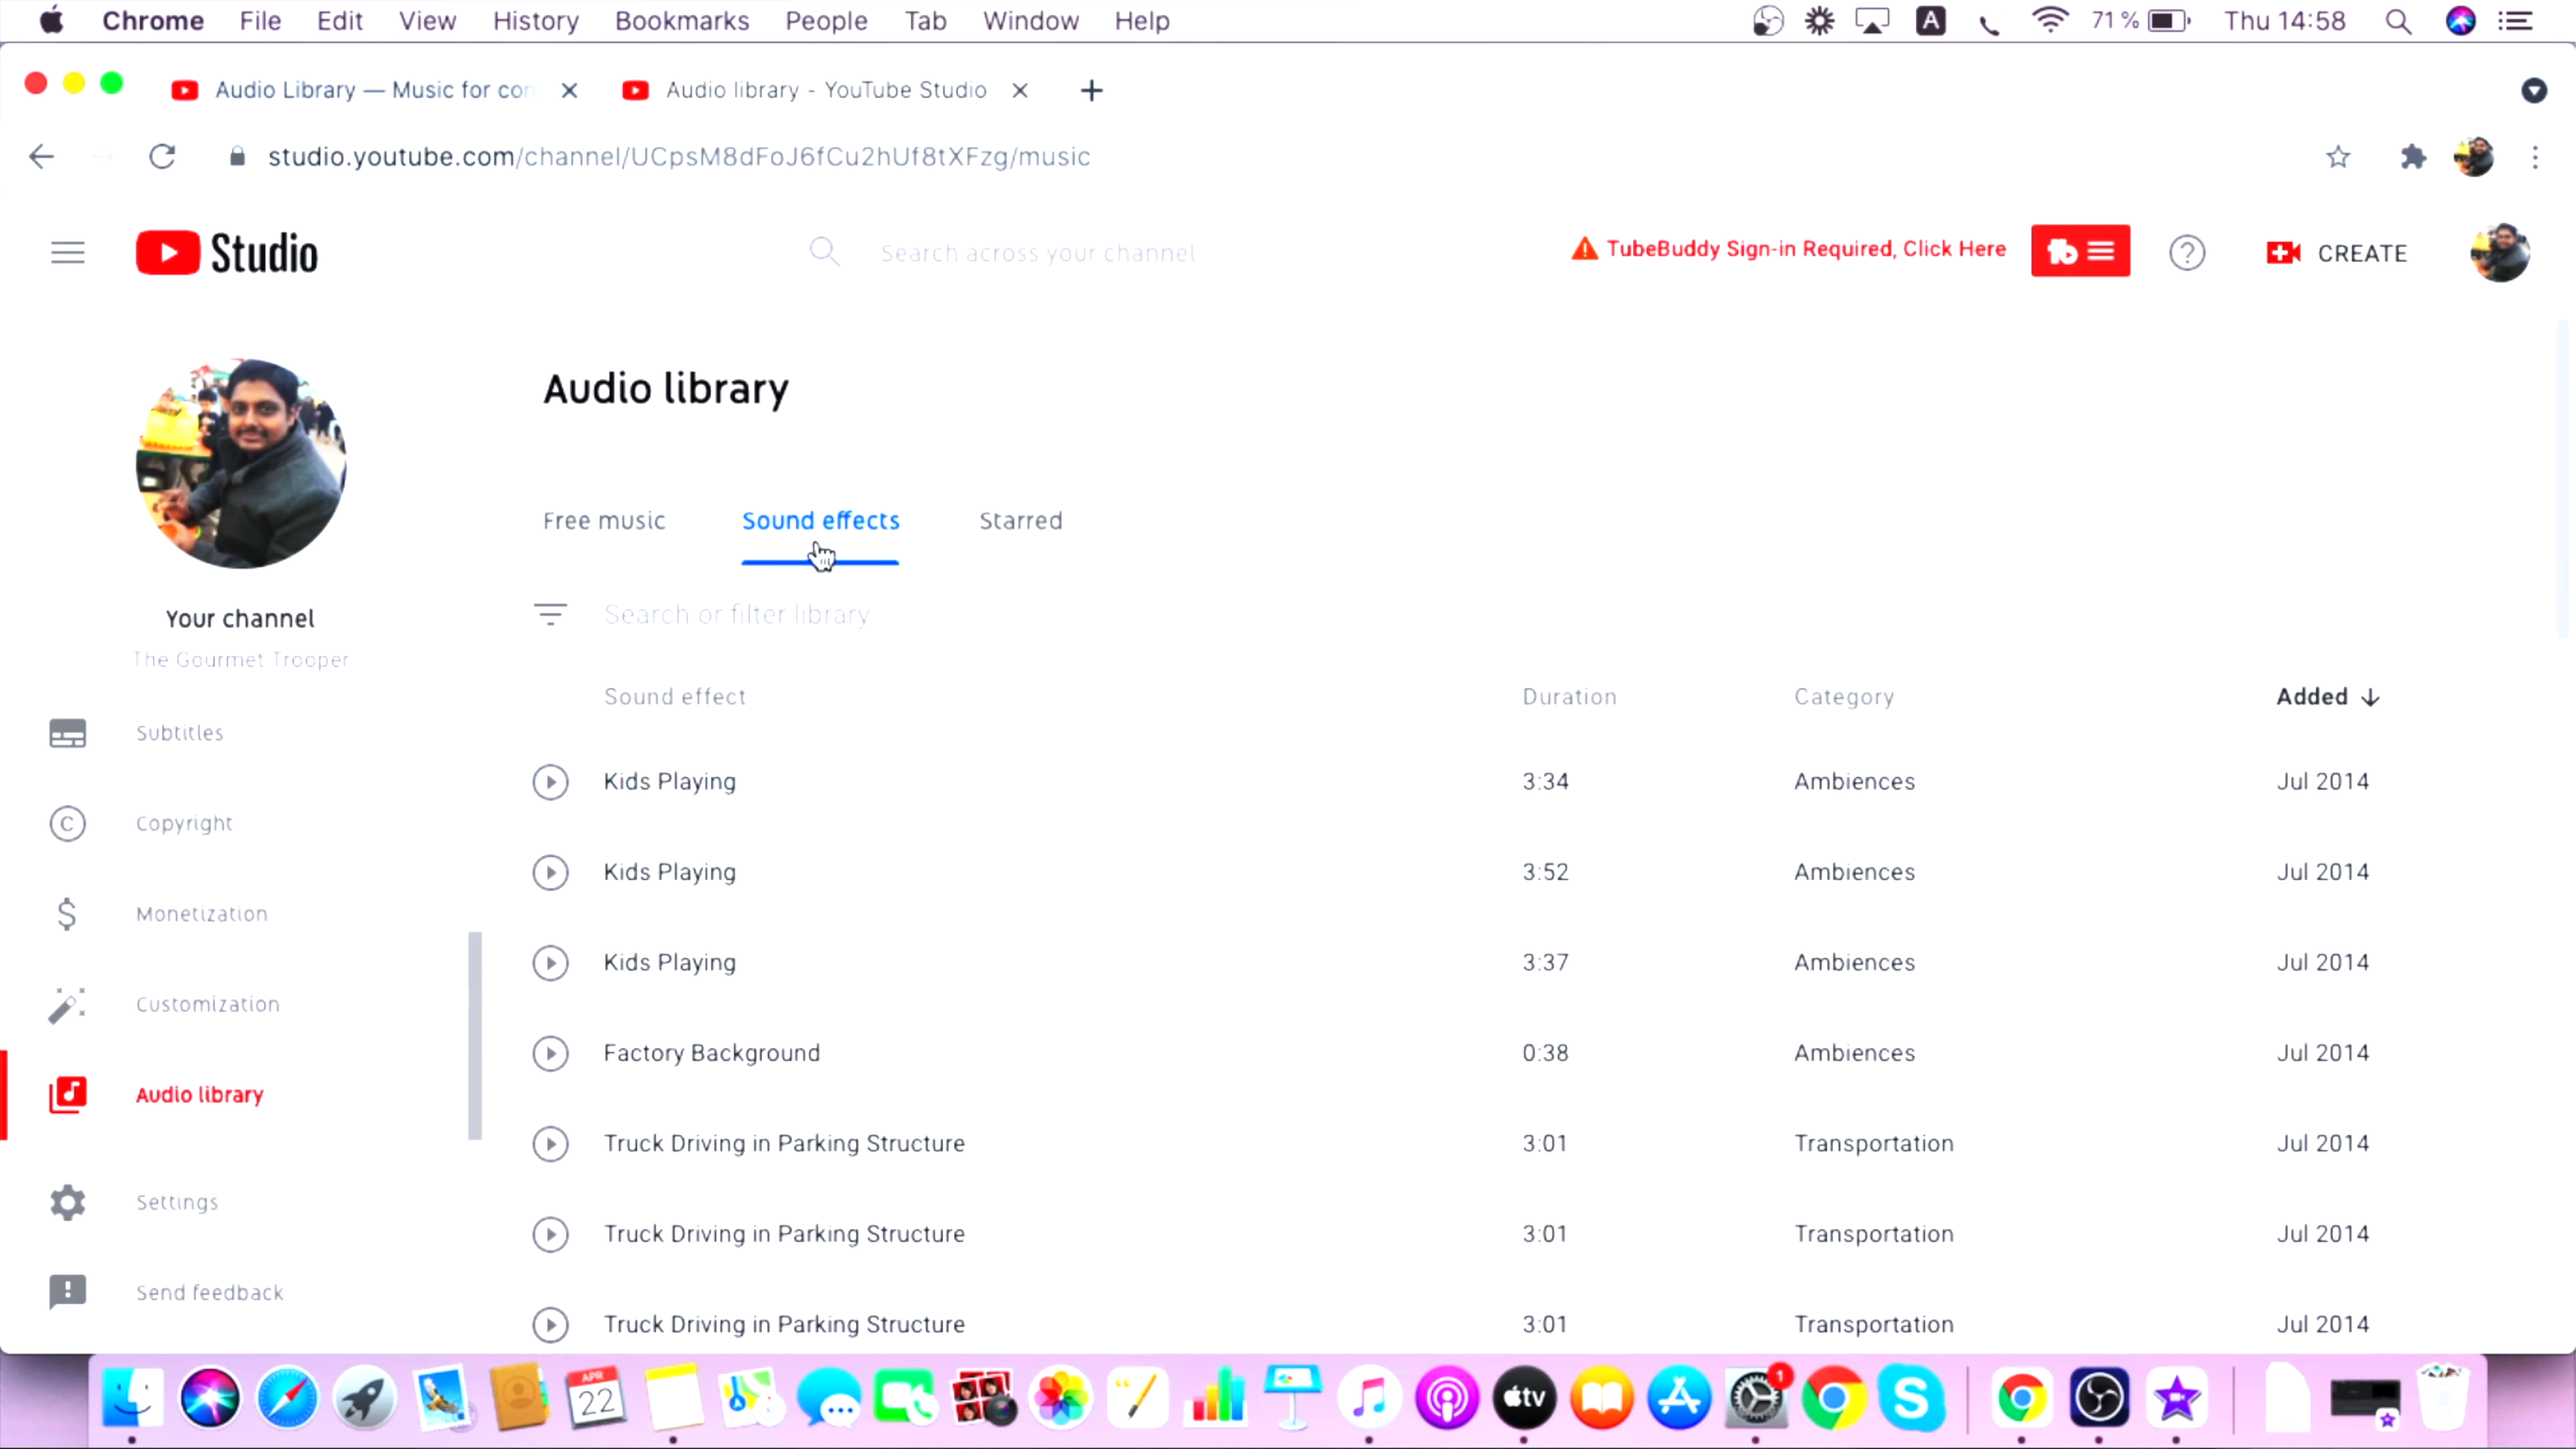 Chrome File Edit View History Bookmarks People Tab Window Help A 71% Thu 14:58
Audio Library — Music for con Audio library - YouTube Studio
studio.youtube.com/channel/UCpsM8dFoJ6fCu2hUf8tXFzg/music
Studio Search across your channel TubeBuddy Sign-in Required, Click Here tb CREATE
Audio library
Free music Sound effects Starred
Search or filter library
Your channel
The Gourmet Trooper
Subtitles
Copyright
Monetization
Customization
Audio library
Settings
Send feedback
Sound effect Duration Category Added
Kids Playing 3:34 Ambiences Jul 2014
Kids Playing 3:52 Ambiences Jul 2014
Kids Playing 3:37 Ambiences Jul 2014
Factory Background 0:38 Ambiences Jul 2014
Truck Driving in Parking Structure 3:01 Transportation Jul 2014
Truck Driving in Parking Structure 3:01 Transportation Jul 2014
Truck Driving in Parking Structure 3:01 Transportation Jul 2014
APR
22
tv
1